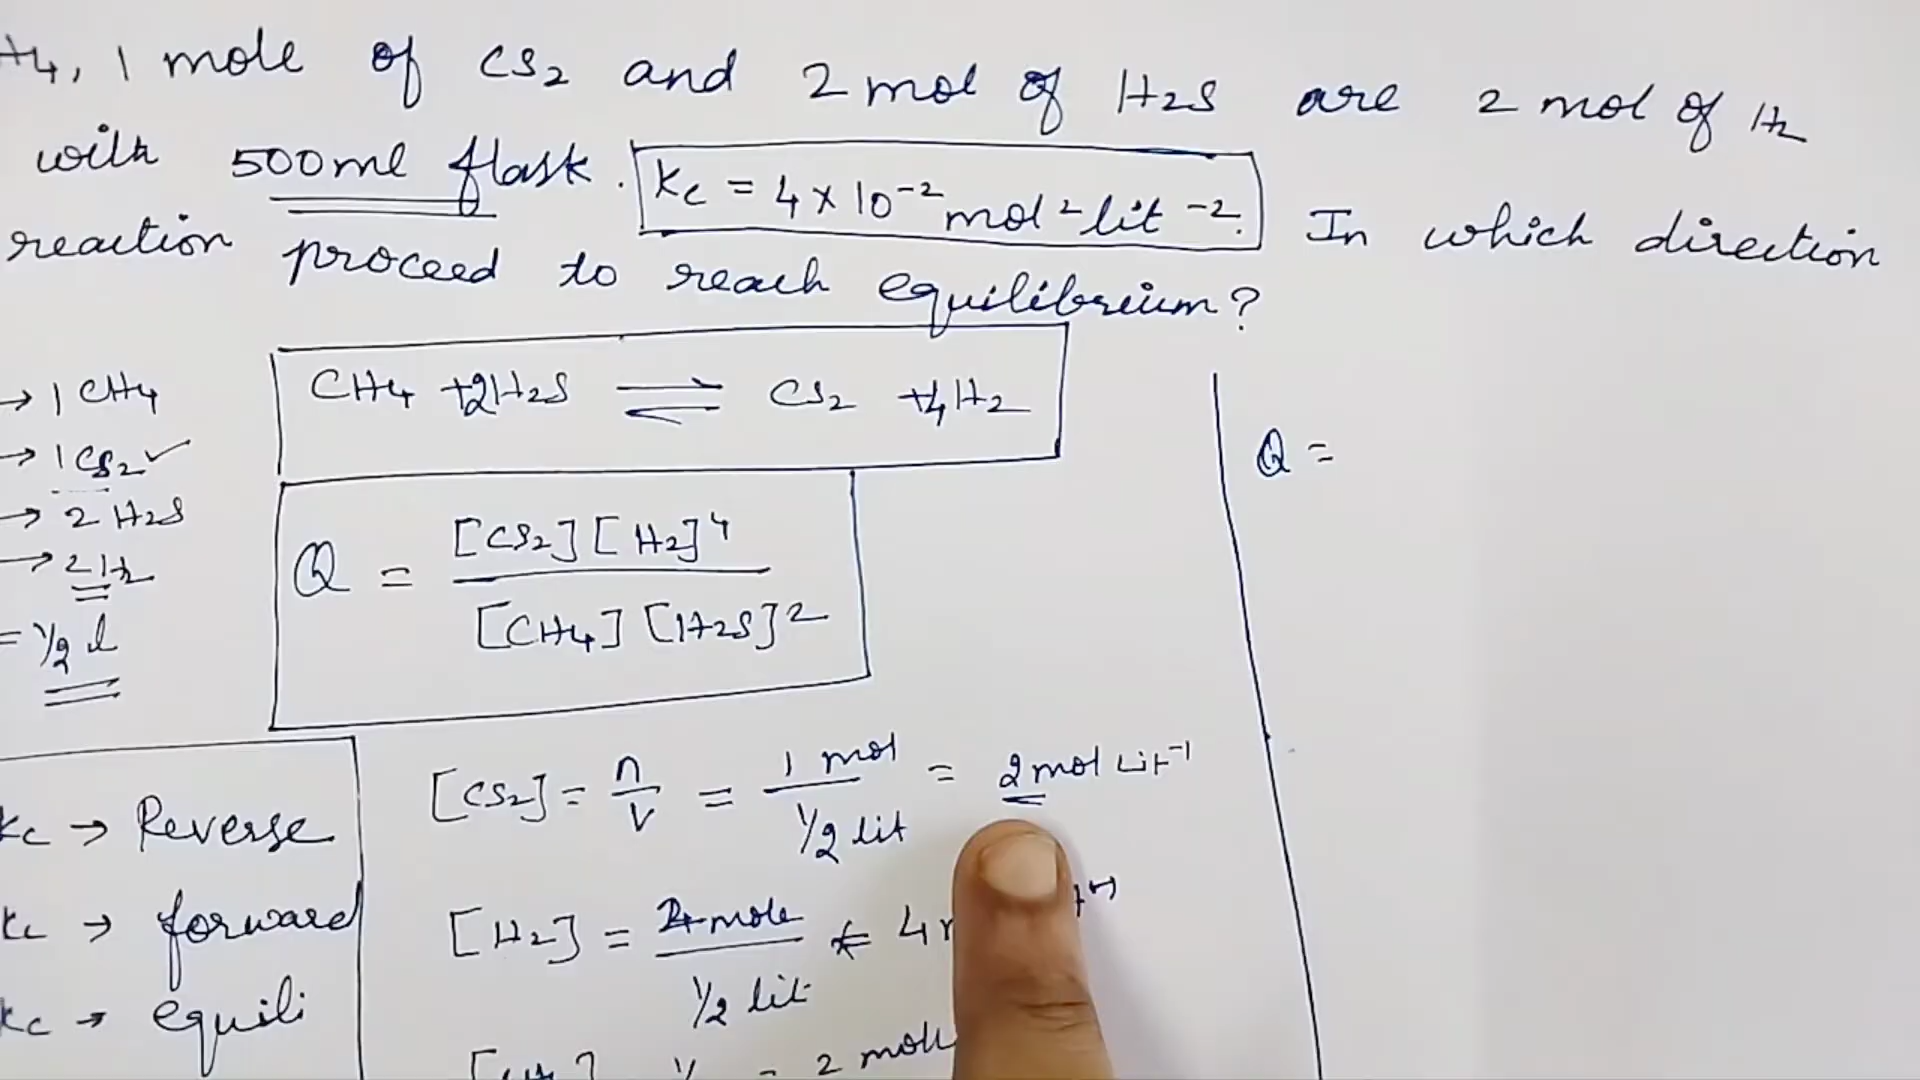 H4, 1 mole of CS2 and 2 mol of H2S are 2 mol of H2
with 500ml flask. Kc = 4 × 10⁻² mol² lit⁻². In which direction
reaction proceed to reach equilibrium?
→ 1 CH4
→ 1 CS2 ✓
→ 2 H2S
→ 2 H2
= 1/2 l
CH4 + 2H2S ⇌ CS2 + 4H2
Q = [CS2] [H2]⁴ / [CH4] [H2S]²
Q =
Kc → Reverse
Kc → forward
Kc → equili
[CS2] = n/V = 1 mol / 1/2 lit = 2 mol Lit⁻¹
[H2] = 2 mole / 1/2 lit = 4
2 mole